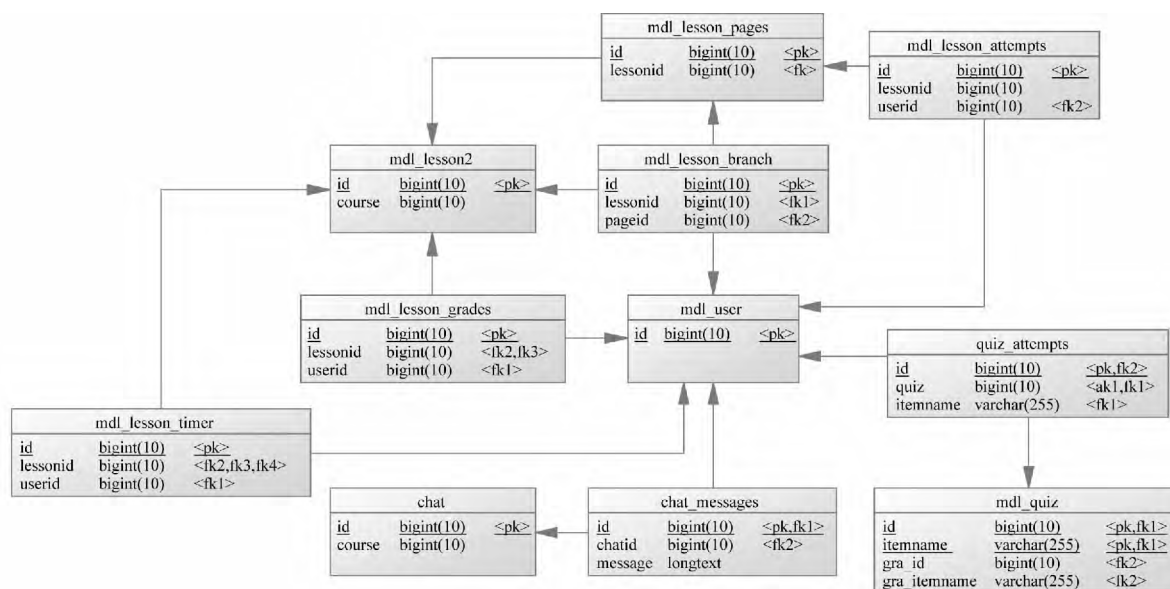 mdl_lesson_pages
id bigint(10) <pk>
lessonid bigint(10) <fk>
mdl_lesson_attempts
id bigint(10) <pk>
lessonid bigint(10)
userid bigint(10) <fk2>
mdl_lesson2
id bigint(10) <pk>
course bigint(10)
mdl_lesson_branch
id bigint(10) <pk>
lessonid bigint(10) <fk1>
pageid bigint(10) <fk2>
mdl_lesson_grades
id bigint(10) <pk>
lessonid bigint(10) <fk2,fk3>
userid bigint(10) <fk1>
mdl_user
id bigint(10) <pk>
quiz_attempts
id bigint(10) <pk,fk2>
quiz bigint(10) <ak1,fk1>
itemname varchar(255) <fk1>
mdl_lesson_timer
id bigint(10) <pk>
lessonid bigint(10) <fk2,fk3,fk4>
userid bigint(10) <fk1>
chat
id bigint(10) <pk>
course bigint(10)
chat_messages
id bigint(10) <pk,fk1>
chatid bigint(10) <fk2>
message longtext
mdl_quiz
id bigint(10) <pk,fk1>
itemname varchar(255) <pk,fk1>
gra_id bigint(10) <fk2>
gra_itemname varchar(255) <fk2>